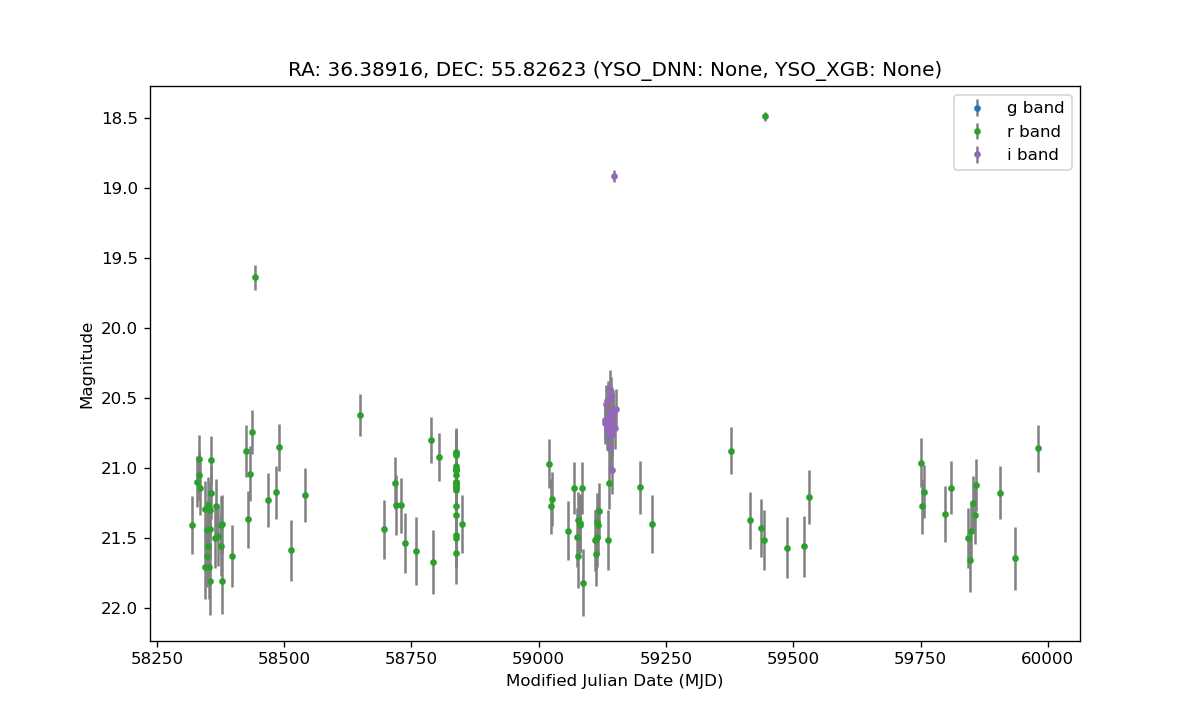 RA: 36.38916, DEC: 55.82623 (YSO_DNN: None, YSO_XGB: None)
g band
r band
i band
18.5
19.0
19.5
20.0
20.5
21.0
21.5
22.0
Magnitude
58250 58500 58750 59000 59250 59500 59750 60000
Modified Julian Date (MJD)